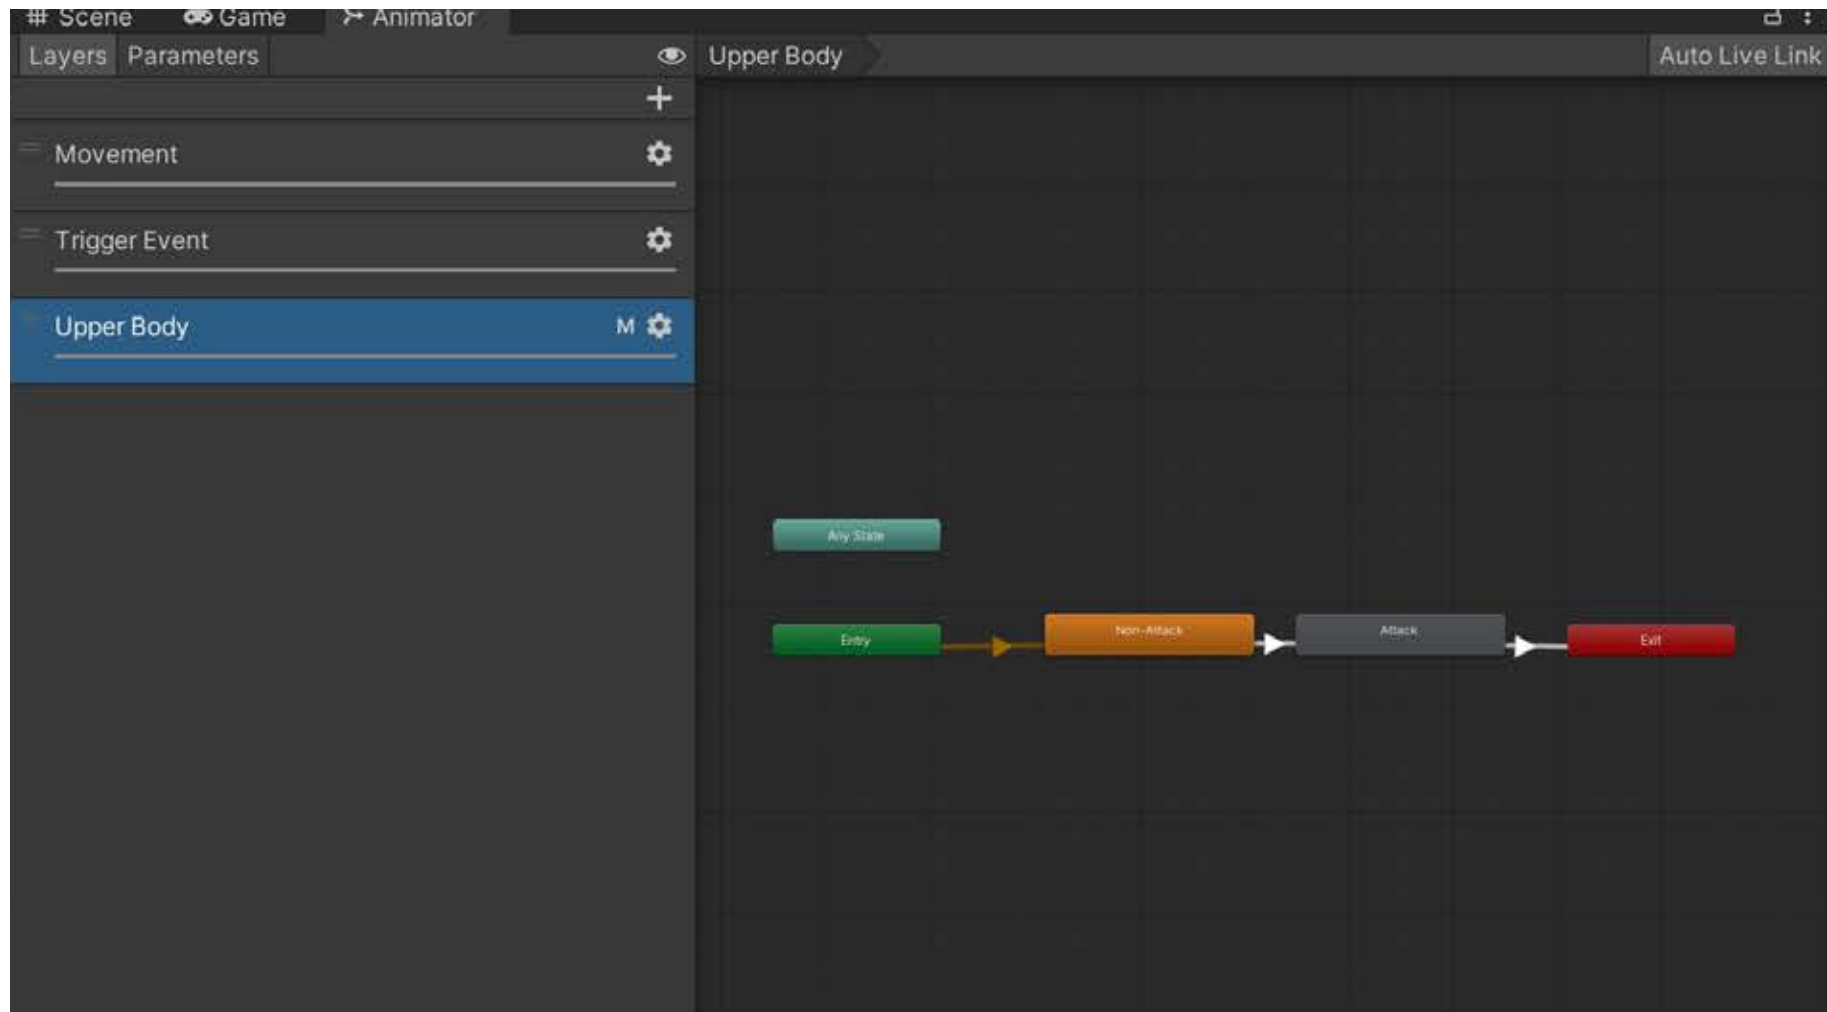 Scene Game Animator
Layers Parameters
Upper Body
Auto Live Link
Movement
Trigger Event
Upper Body M
Any State
Entry
Non-Attack
Attack
Exit